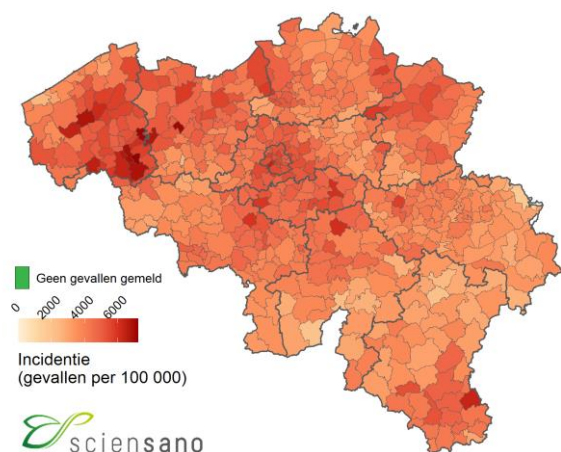 Geen gevallen gemeld
0 2000 4000 6000
Incidentie
(gevallen per 100 000)
sciensano